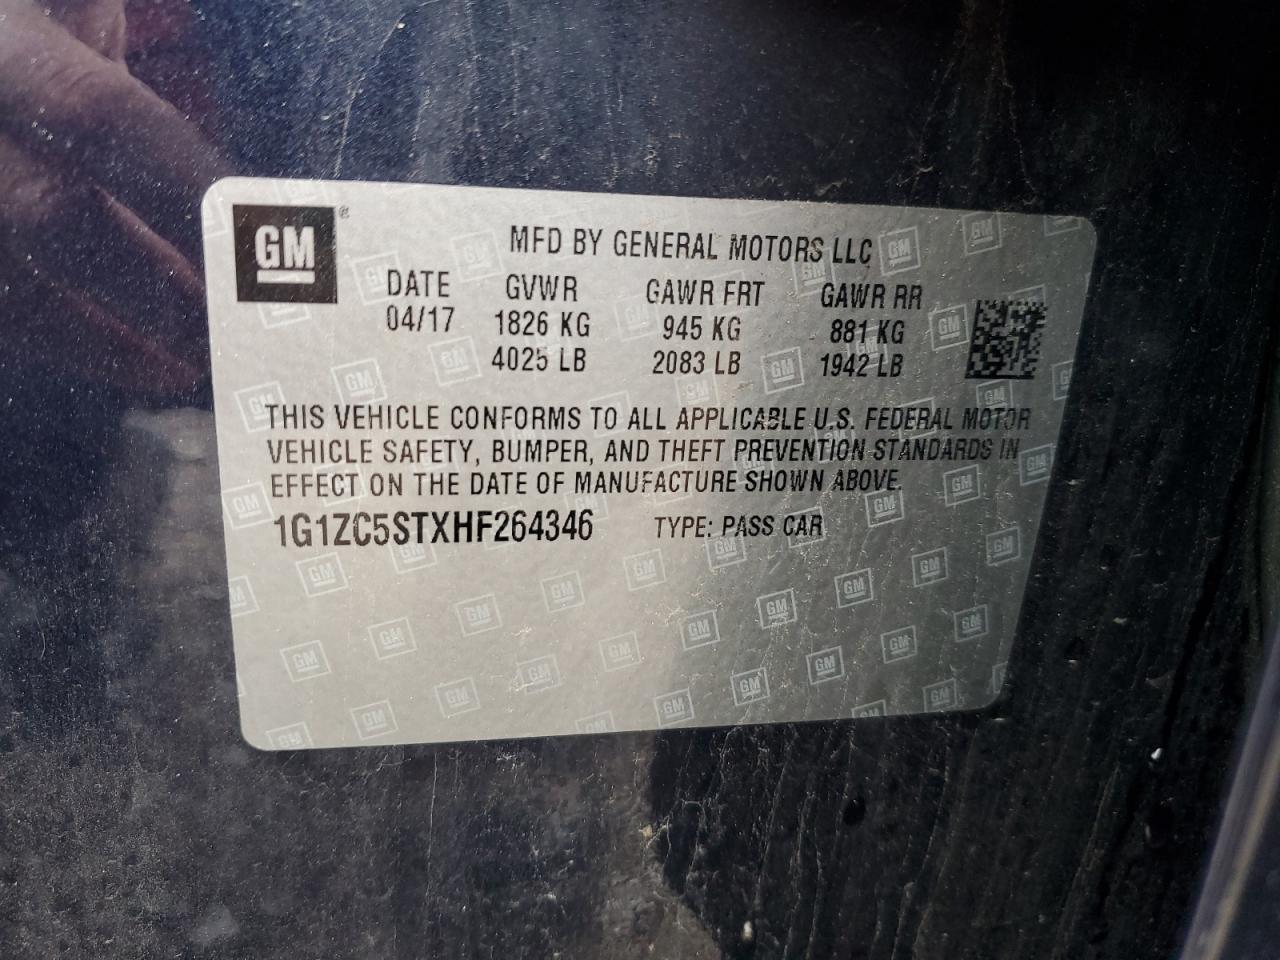 GM ®
MFD BY GENERAL MOTORS LLC
DATE GVWR GAWR FRT GAWR RR
04/17 1826 KG 945 KG 881 KG
4025 LB 2083 LB 1942 LB
THIS VEHICLE CONFORMS TO ALL APPLICABLE U.S. FEDERAL MOTOR
VEHICLE SAFETY, BUMPER, AND THEFT PREVENTION STANDARDS IN
EFFECT ON THE DATE OF MANUFACTURE SHOWN ABOVE.
1G1ZC5STXHF264346 TYPE: PASS CAR